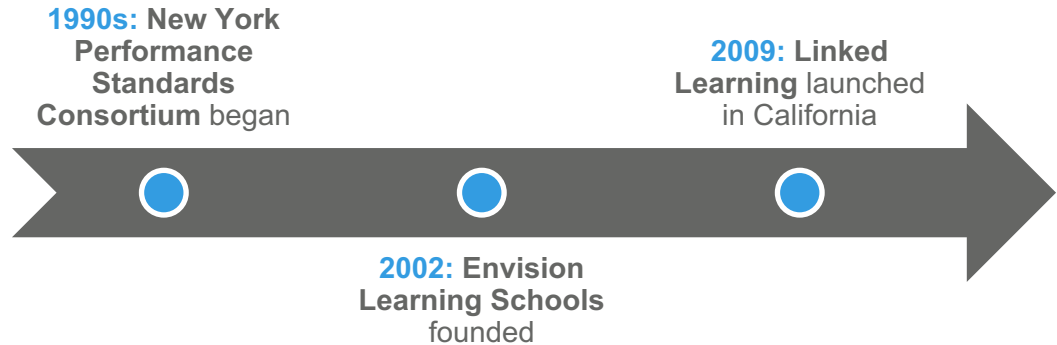 1990s: New York
Performance
Standards
Consortium began
2002: Envision
Learning Schools
founded
2009: Linked
Learning launched
in California